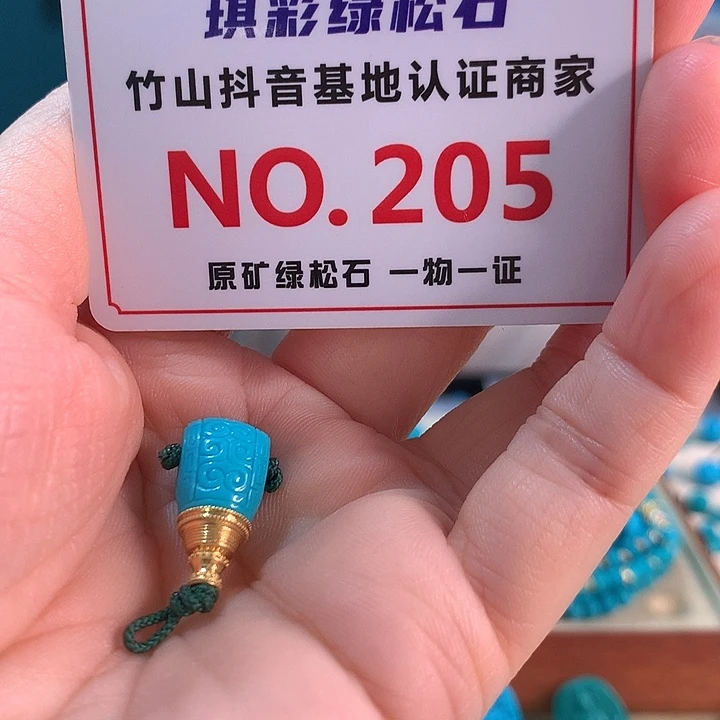 琪彩绿松石
竹山抖音基地认证商家
NO. 205
原矿绿松石 一物一证